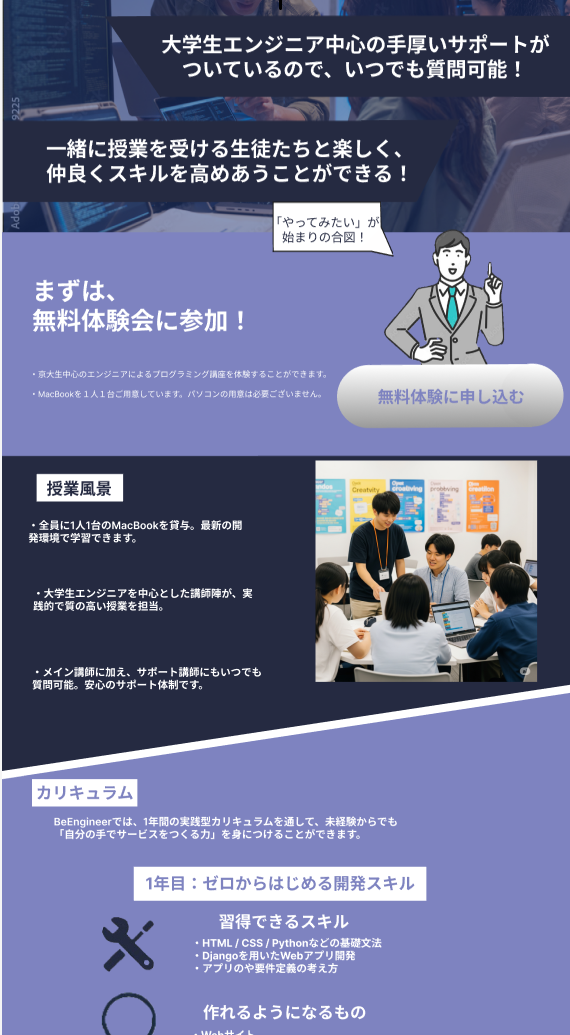 大学生エンジニア中心の手厚いサポートが
ついているので、いつでも質問可能！
9225
一緒に授業を受ける生徒たちと楽しく、
仲良くスキルを高めあうことができる！
Ado
「やってみたい」が
始まりの合図！
まずは、
無料体験会に参加！
・京大生中心のエンジニアによるプログラミング講座を体験することができます。
・MacBookを１人１台ご用意しています。パソコンの用意は必要ございません。
無料体験に申し込む
授業風景
・全員に1人1台のMacBookを貸与。最新の開
発環境で学習できます。
・大学生エンジニアを中心とした講師陣が、実
践的で質の高い授業を担当。
・メイン講師に加え、サポート講師にもいつでも
質問可能。安心のサポート体制です。
Creativity
カリキュラム
BeEngineerでは、1年間の実践型カリキュラムを通して、未経験からでも
「自分の手でサービスをつくる力」を身につけることができます。
1年目：ゼロからはじめる開発スキル
習得できるスキル
・HTML / CSS / Pythonなどの基礎文法
・Djangoを用いたWebアプリ開発
・アプリのや要件定義の考え方
作れるようになるもの
・Webサイト